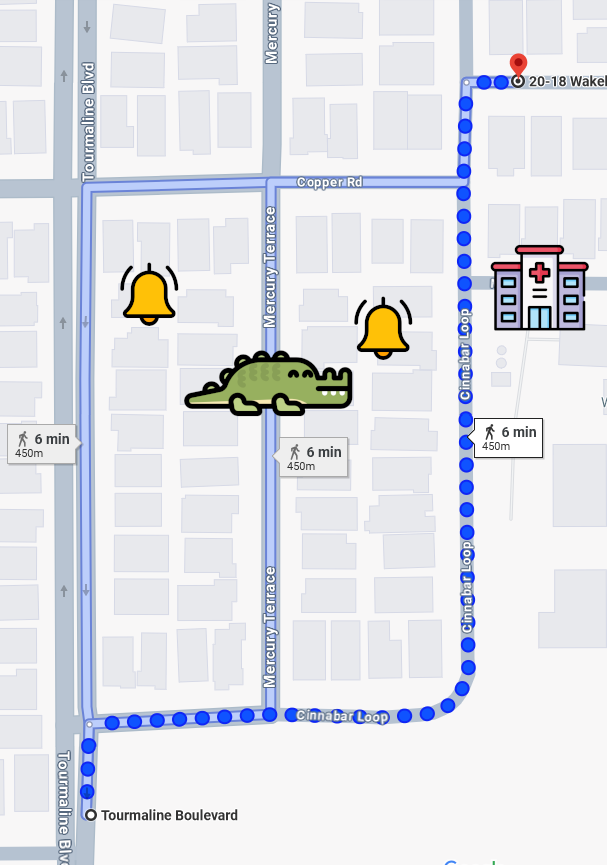 Mercury
Tourmaline Blvd
20-18 Wakel
Copper Rd
Mercury Terrace
Cinnabar Loop
6 min
450m
6 min
450m
6 min
450m
W
Cinnabar Loop
Mercury Terrace
Cinnabar Loop
Tourmaline Blvd
Tourmaline Boulevard